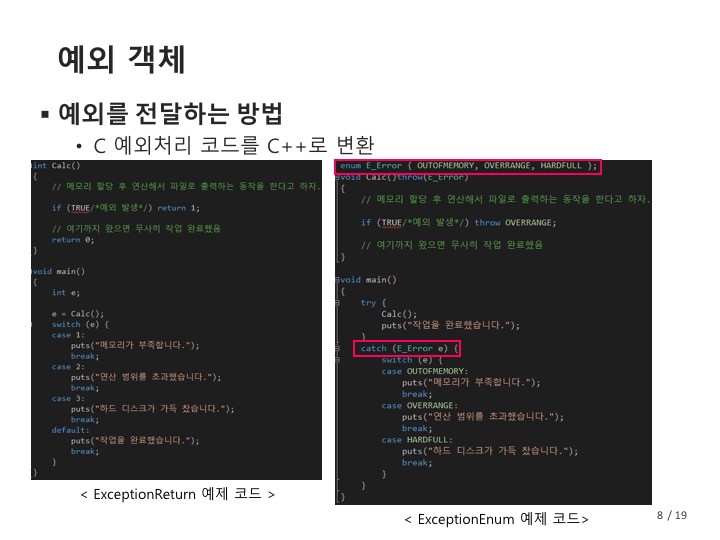 예외 객체
▪ 예외를 전달하는 방법
• C 예외처리 코드를 C++로 변환
int Calc()
{
// 메모리 할당 후 연산해서 파일로 출력하는 동작을 한다고 하자.
if (TRUE/*예외 발생*/) return 1;
// 여기까지 왔으면 무사히 작업 완료했음
return 0;
}
void main()
{
int e;
e = Calc();
switch (e) {
case 1:
puts("메모리가 부족합니다.");
break;
case 2:
puts("연산 범위를 초과했습니다.");
break;
case 3:
puts("하드 디스크가 가득 찼습니다.");
break;
default:
puts("작업을 완료했습니다.");
break;
}
}
< ExceptionReturn 예제 코드 >
enum E_Error { OUTOFMEMORY, OVERRANGE, HARDFULL };
void Calc()throw(E_Error)
{
// 메모리 할당 후 연산해서 파일로 출력하는 동작을 한다고 하자.
if (TRUE/*예외 발생*/) throw OVERRANGE;
// 여기까지 왔으면 무사히 작업 완료했음
}
void main()
{
try {
Calc();
puts("작업을 완료했습니다.");
}
catch (E_Error e) {
switch (e) {
case OUTOFMEMORY:
puts("메모리가 부족합니다.");
break;
case OVERRANGE:
puts("연산 범위를 초과했습니다.");
break;
case HARDFULL:
puts("하드 디스크가 가득 찼습니다.");
break;
}
}
}
< ExceptionEnum 예제 코드>
8 / 19